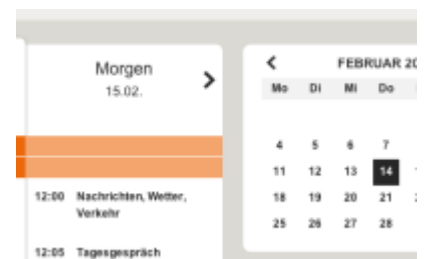 Morgen
15.02.
12:00 Nachrichten, Wetter,
Verkehr
12:05 Tagesgespräch
FEBRUAR 20
Mo Di Mi Do
4 5 6 7
11 12 13 14
18 19 20 21
25 26 27 28